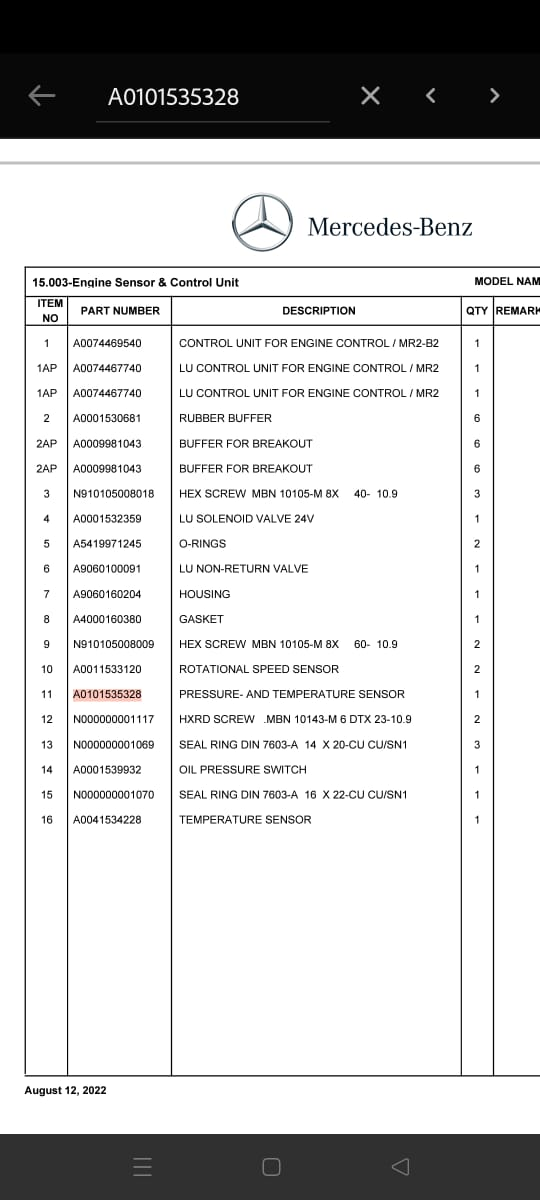 A0101535328
Mercedes-Benz
15.003-Engine Sensor & Control Unit MODEL NAM
ITEM NO PART NUMBER DESCRIPTION QTY REMARK
1 A0074469540 CONTROL UNIT FOR ENGINE CONTROL / MR2-B2 1
1AP A0074467740 LU CONTROL UNIT FOR ENGINE CONTROL / MR2 1
1AP A0074467740 LU CONTROL UNIT FOR ENGINE CONTROL / MR2 1
2 A0001530681 RUBBER BUFFER 6
2AP A0009981043 BUFFER FOR BREAKOUT 6
2AP A0009981043 BUFFER FOR BREAKOUT 6
3 N910105008018 HEX SCREW MBN 10105-M 8X 40- 10.9 3
4 A0001532359 LU SOLENOID VALVE 24V 1
5 A5419971245 O-RINGS 2
6 A9060100091 LU NON-RETURN VALVE 1
7 A9060160204 HOUSING 1
8 A4000160380 GASKET 1
9 N910105008009 HEX SCREW MBN 10105-M 8X 60- 10.9 2
10 A0011533120 ROTATIONAL SPEED SENSOR 2
11 A0101535328 PRESSURE- AND TEMPERATURE SENSOR 1
12 N000000001117 HXRD SCREW .MBN 10143-M 6 DTX 23-10.9 2
13 N000000001069 SEAL RING DIN 7603-A 14 X 20-CU CU/SN1 3
14 A0001539932 OIL PRESSURE SWITCH 1
15 N000000001070 SEAL RING DIN 7603-A 16 X 22-CU CU/SN1 1
16 A0041534228 TEMPERATURE SENSOR 1
August 12, 2022